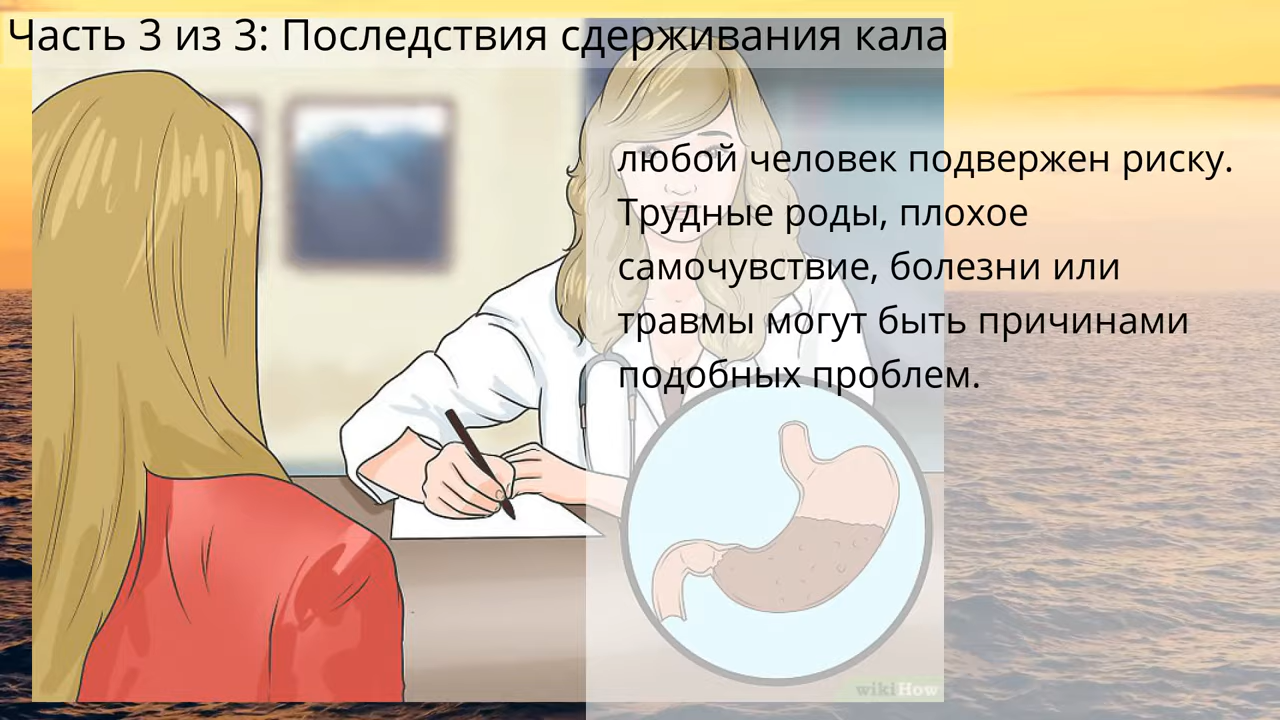 Часть 3 из 3: Последствия сдерживания кала
любой человек подвержен риску.
Трудные роды, плохое
самочувствие, болезни или
травмы могут быть причинами
подобных проблем.
wikiHow